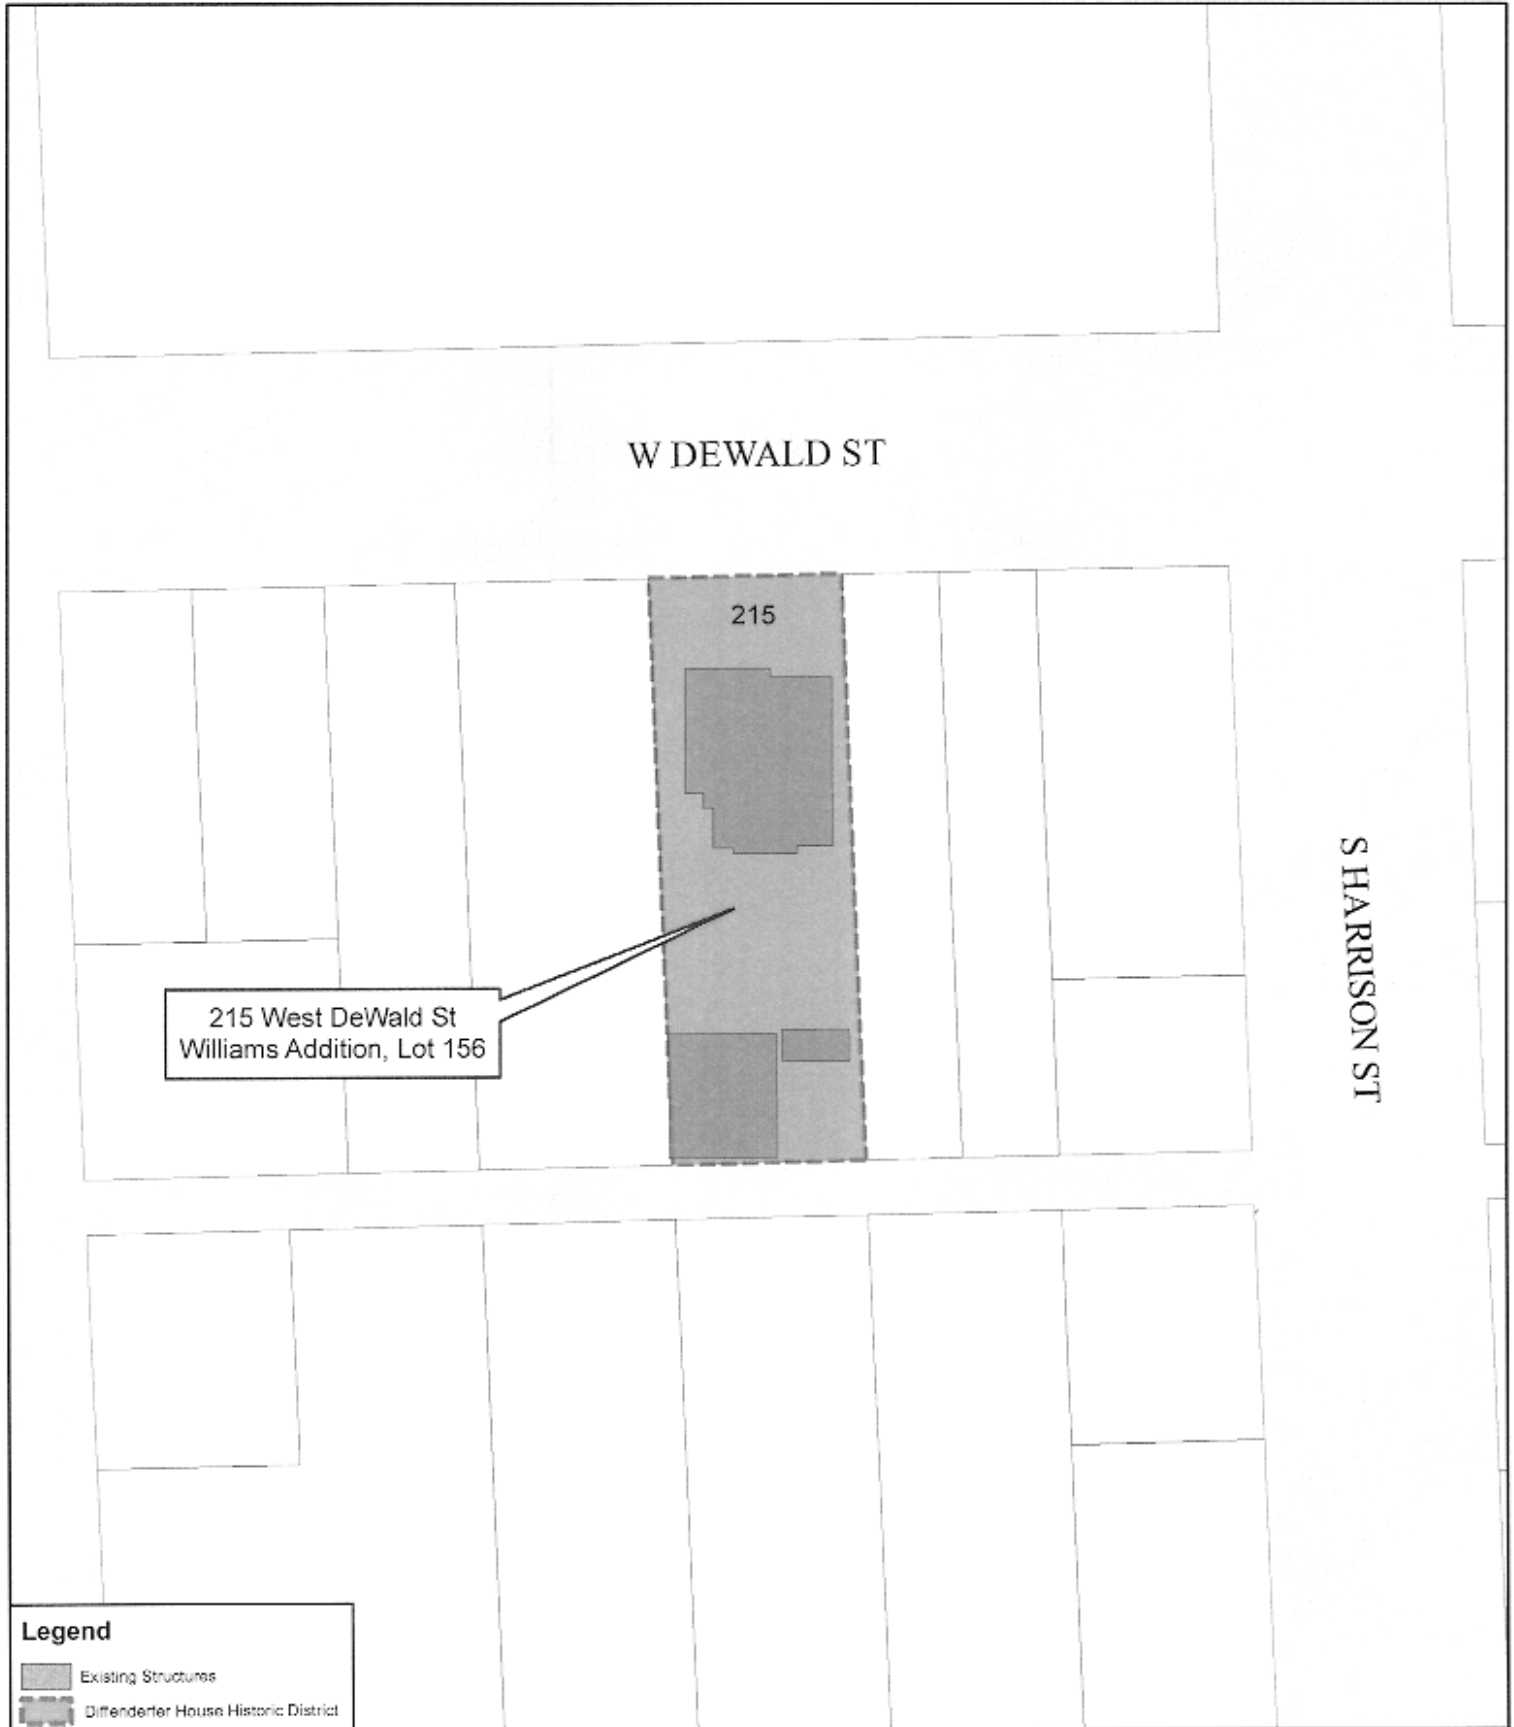 W DEWALD ST
215
S HARRISON ST
215 West DeWald St
Williams Addition, Lot 156
Legend
Existing Structures
Diffenderfer House Historic District